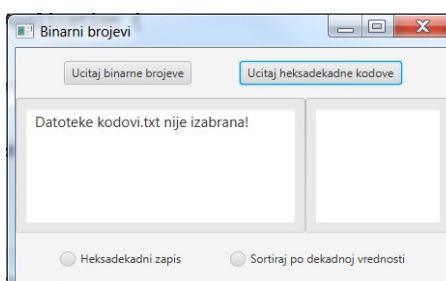 Binarni brojevi
Ucitaj binarne brojeve Ucitaj heksadekadne kodove
Datoteke kodovi.txt nije izabrana!
Heksadekadni zapis Sortiraj po dekadnoj vrednosti